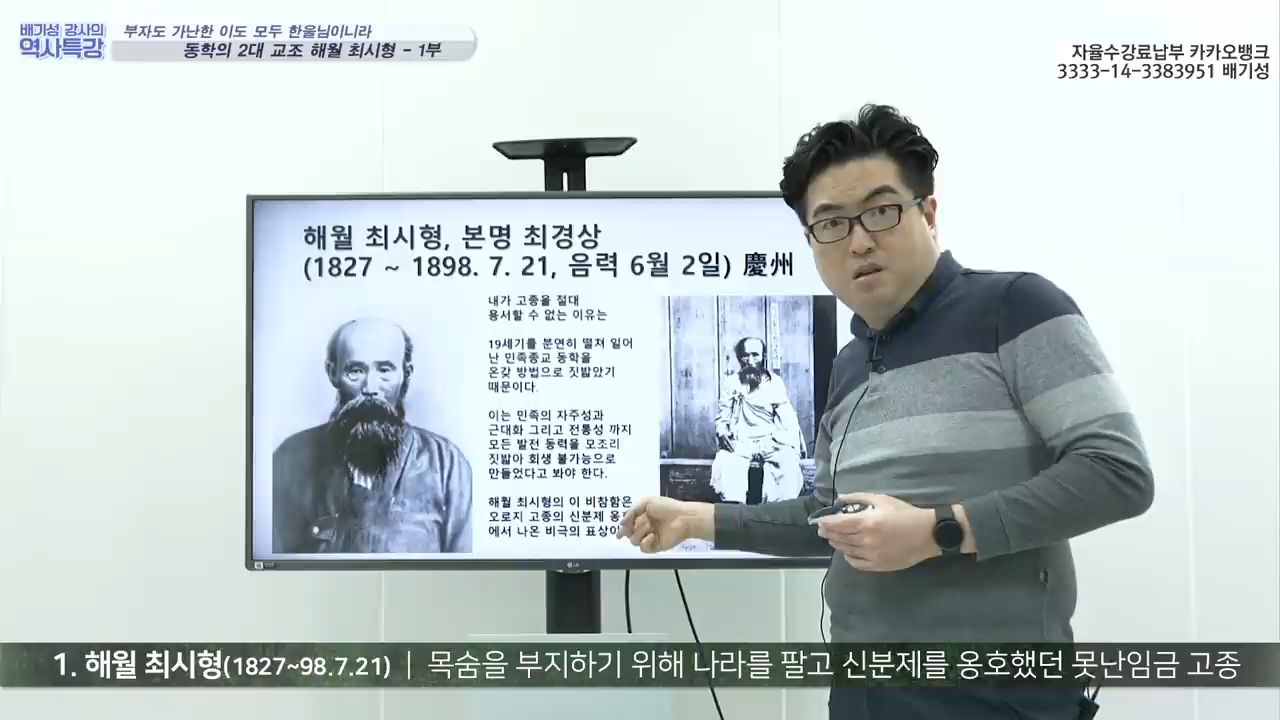 배기성 강사의
역사특강
부자도 가난한 이도 모두 한울님이니라
동학의 2대 교조 해월 최시형 - 1부
자율수강료납부 카카오뱅크
3333-14-3383951 배기성
해월 최시형, 본명 최경상
(1827 ~ 1898. 7. 21, 음력 6월 2일) 慶州
내가 고종을 절대
용서할 수 없는 이유는
19세기를 분연히 떨쳐 일어
난 민족종교 동학을
온갖 방법으로 짓밟았기
때문이다.
이는 민족의 자주성과
근대화 그리고 전통성 까지
모든 발전 동력을 모조리
짓밟아 회생 불가능으로
만들었다고 봐야 한다.
해월 최시형의 이 비참함은
오로지 고종의 신분제
에서 나온 비극의 표상이
LG
1. 해월 최시형(1827~98.7.21) | 목숨을 부지하기 위해 나라를 팔고 신분제를 옹호했던 못난임금 고종